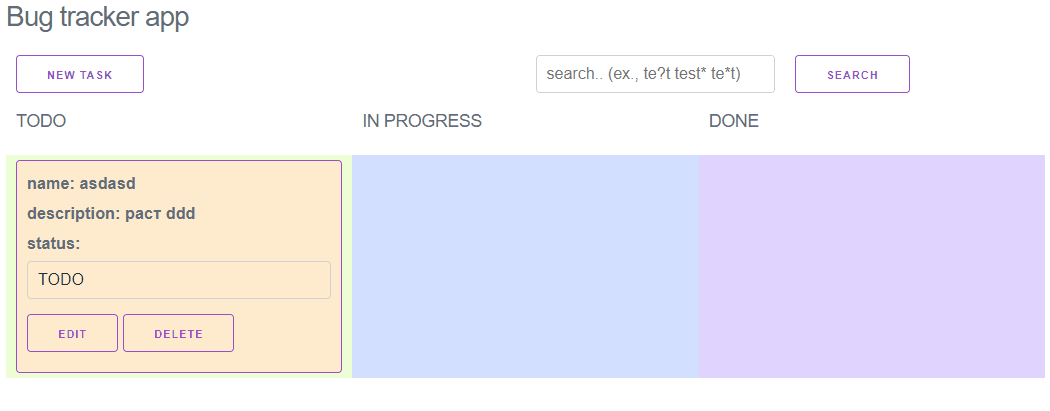 Bug tracker app
NEW TASK
search.. (ex., te?t test* te*t)
SEARCH
TODO
IN PROGRESS
DONE
name: asdasd
description: раст ddd
status:
TODO
EDIT
DELETE